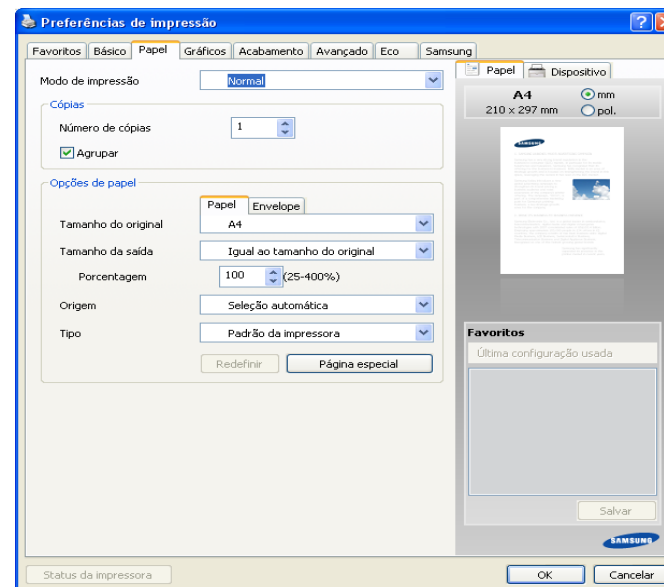 Preferências de impressão
Favoritos Básico Papel Gráficos Acabamento Avançado Eco Samsung
Modo de impressão Normal
Cópias
Número de cópias 1
Agrupar
Opções de papel
Papel Envelope
Tamanho do original A4
Tamanho da saída Igual ao tamanho do original
Porcentagem 100 (25-400%)
Origem Seleção automática
Tipo Padrão da impressora
Redefinir Página especial
Papel Dispositivo
A4 mm
210 x 297 mm pol.
SAMSUNG
Favoritos
Última configuração usada
Salvar
SAMSUNG
Status da impressora OK Cancelar